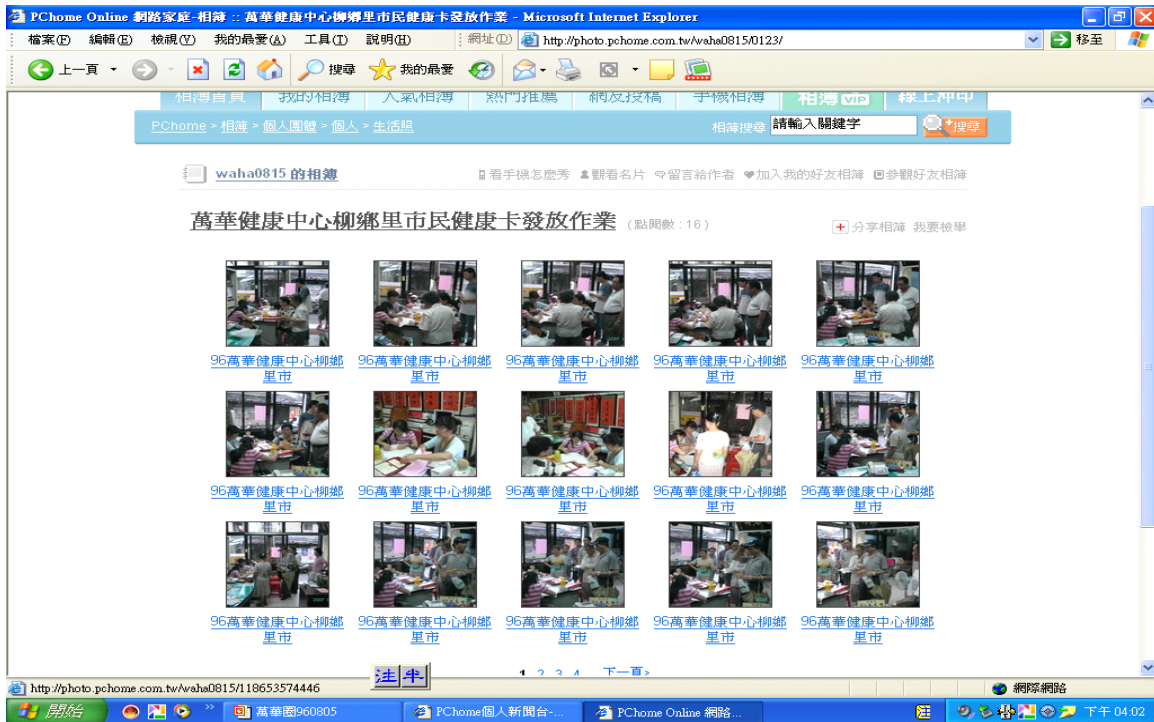 PChome Online 網路家庭-相簿 :: 萬華健康中心柳鄉里市民健康卡發放作業 - Microsoft Internet Explorer
檔案(F) 編輯(E) 檢視(V) 我的最愛(A) 工具(T) 說明(H) 網址(D) http://photo.pchome.com.tw/waha0815/0123/ 移至
上一頁 搜尋 我的最愛
相簿首頁 我的相簿 人氣相簿 熱門推薦 網友投稿 手機相簿 相簿 VIP 線上沖印
PChome > 相簿 > 個人團體 > 個人 > 生活照 相簿搜尋 請輸入關鍵字 搜尋
waha0815 的相簿 看手機怎麼秀 觀看名片 留言給作者 加入我的好友相簿 參觀好友相簿
萬華健康中心柳鄉里市民健康卡發放作業 (點閱數:16) 分享相簿 我要檢舉
96萬華健康中心柳鄉 96萬華健康中心柳鄉 96萬華健康中心柳鄉 96萬華健康中心柳鄉 96萬華健康中心柳鄉
里市 里市 里市 里市 里市
96萬華健康中心柳鄉 96萬華健康中心柳鄉 96萬華健康中心柳鄉 96萬華健康中心柳鄉 96萬華健康中心柳鄉
里市 里市 里市 里市 里市
96萬華健康中心柳鄉 96萬華健康中心柳鄉 96萬華健康中心柳鄉 96萬華健康中心柳鄉 96萬華健康中心柳鄉
里市 里市 里市 里市 里市
1 2 3 4 下一頁>
半
http://photo.pchome.com.tw/waha0815/118653574446 網際網路
開始 萬華圈960805 PChome個人新聞台-... PChome Online 網路... 下午 04:02